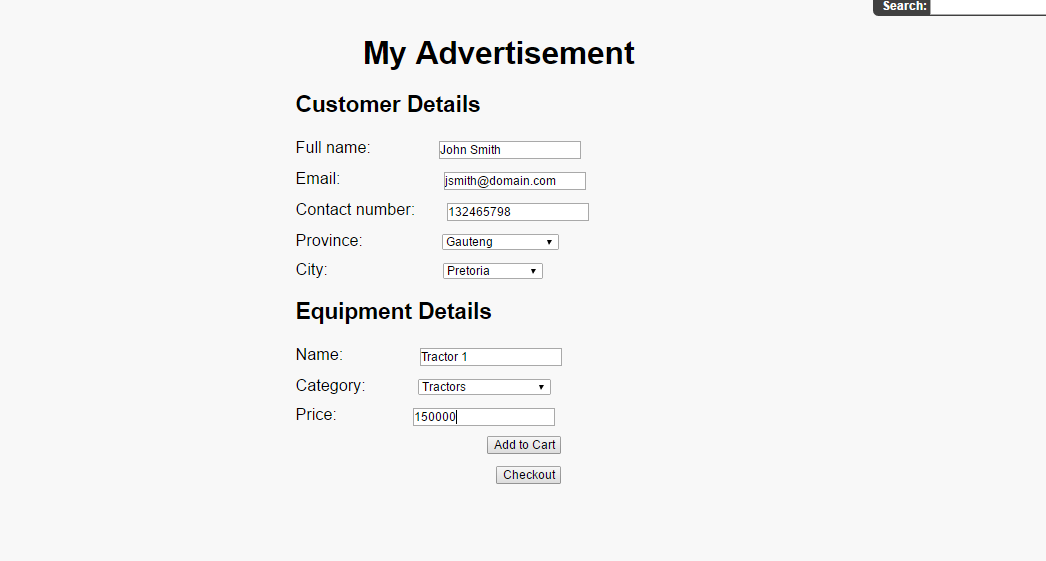 Search:
My Advertisement
Customer Details
Full name: John Smith
Email: jsmith@domain.com
Contact number: 132465798
Province: Gauteng
City: Pretoria
Equipment Details
Name: Tractor 1
Category: Tractors
Price: 150000
Add to Cart
Checkout